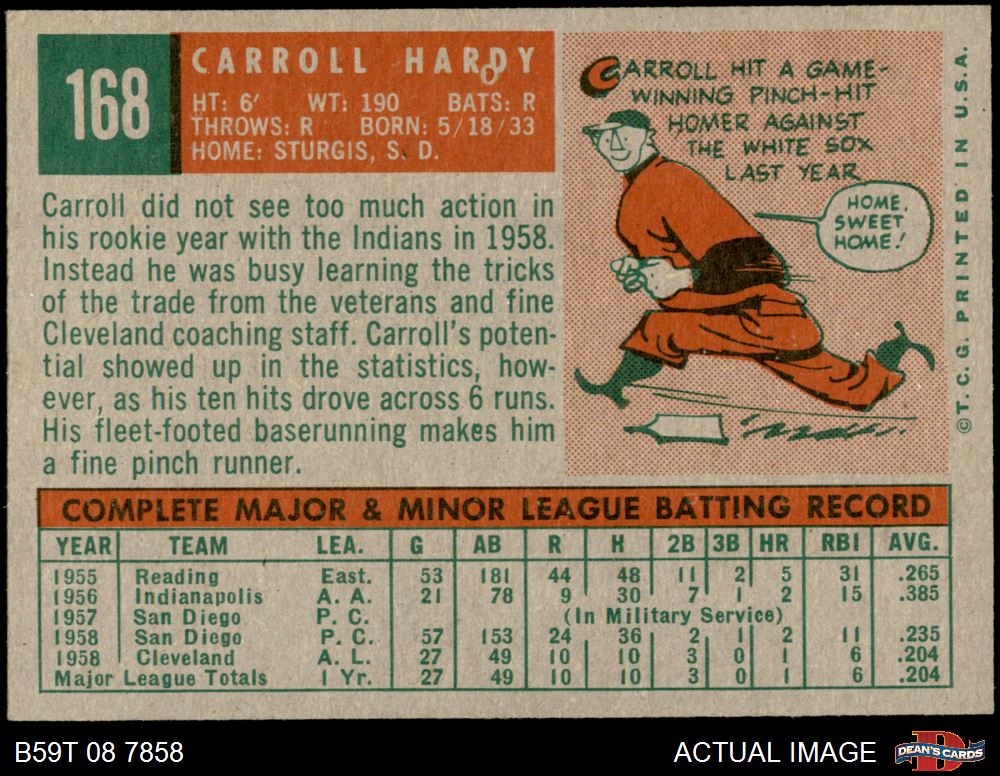 168
CARROLL HARDY
HT: 6' WT: 190 BATS: R
THROWS: R BORN: 5/18/33
HOME: STURGIS, S. D.
Carroll did not see too much action in
his rookie year with the Indians in 1958.
Instead he was busy learning the tricks
of the trade from the veterans and fine
Cleveland coaching staff. Carroll's poten-
tial showed up in the statistics, how-
ever, as his ten hits drove across 6 runs.
His fleet-footed baserunning makes him
a fine pinch runner.
CARROLL HIT A GAME-
WINNING PINCH-HIT
HOMER AGAINST
THE WHITE SOX
LAST YEAR
HOME,
SWEET
HOME!
©T. C. G. PRINTED IN U.S.A.
COMPLETE MAJOR & MINOR LEAGUE BATTING RECORD
YEAR TEAM LEA. G AB R H 2B 3B HR RBI AVG.
1955 Reading East. 53 181 44 48 11 2 5 31 .265
1956 Indianapolis A. A. 21 78 9 30 7 1 2 15 .385
1957 San Diego P. C. (In Military Service)
1958 San Diego P. C. 57 153 24 36 2 1 2 11 .235
1958 Cleveland A. L. 27 49 10 10 3 0 1 6 .204
Major League Totals 1 Yr. 27 49 10 10 3 0 1 6 .204
B59T 08 7858
ACTUAL IMAGE
DEAN'S CARDS